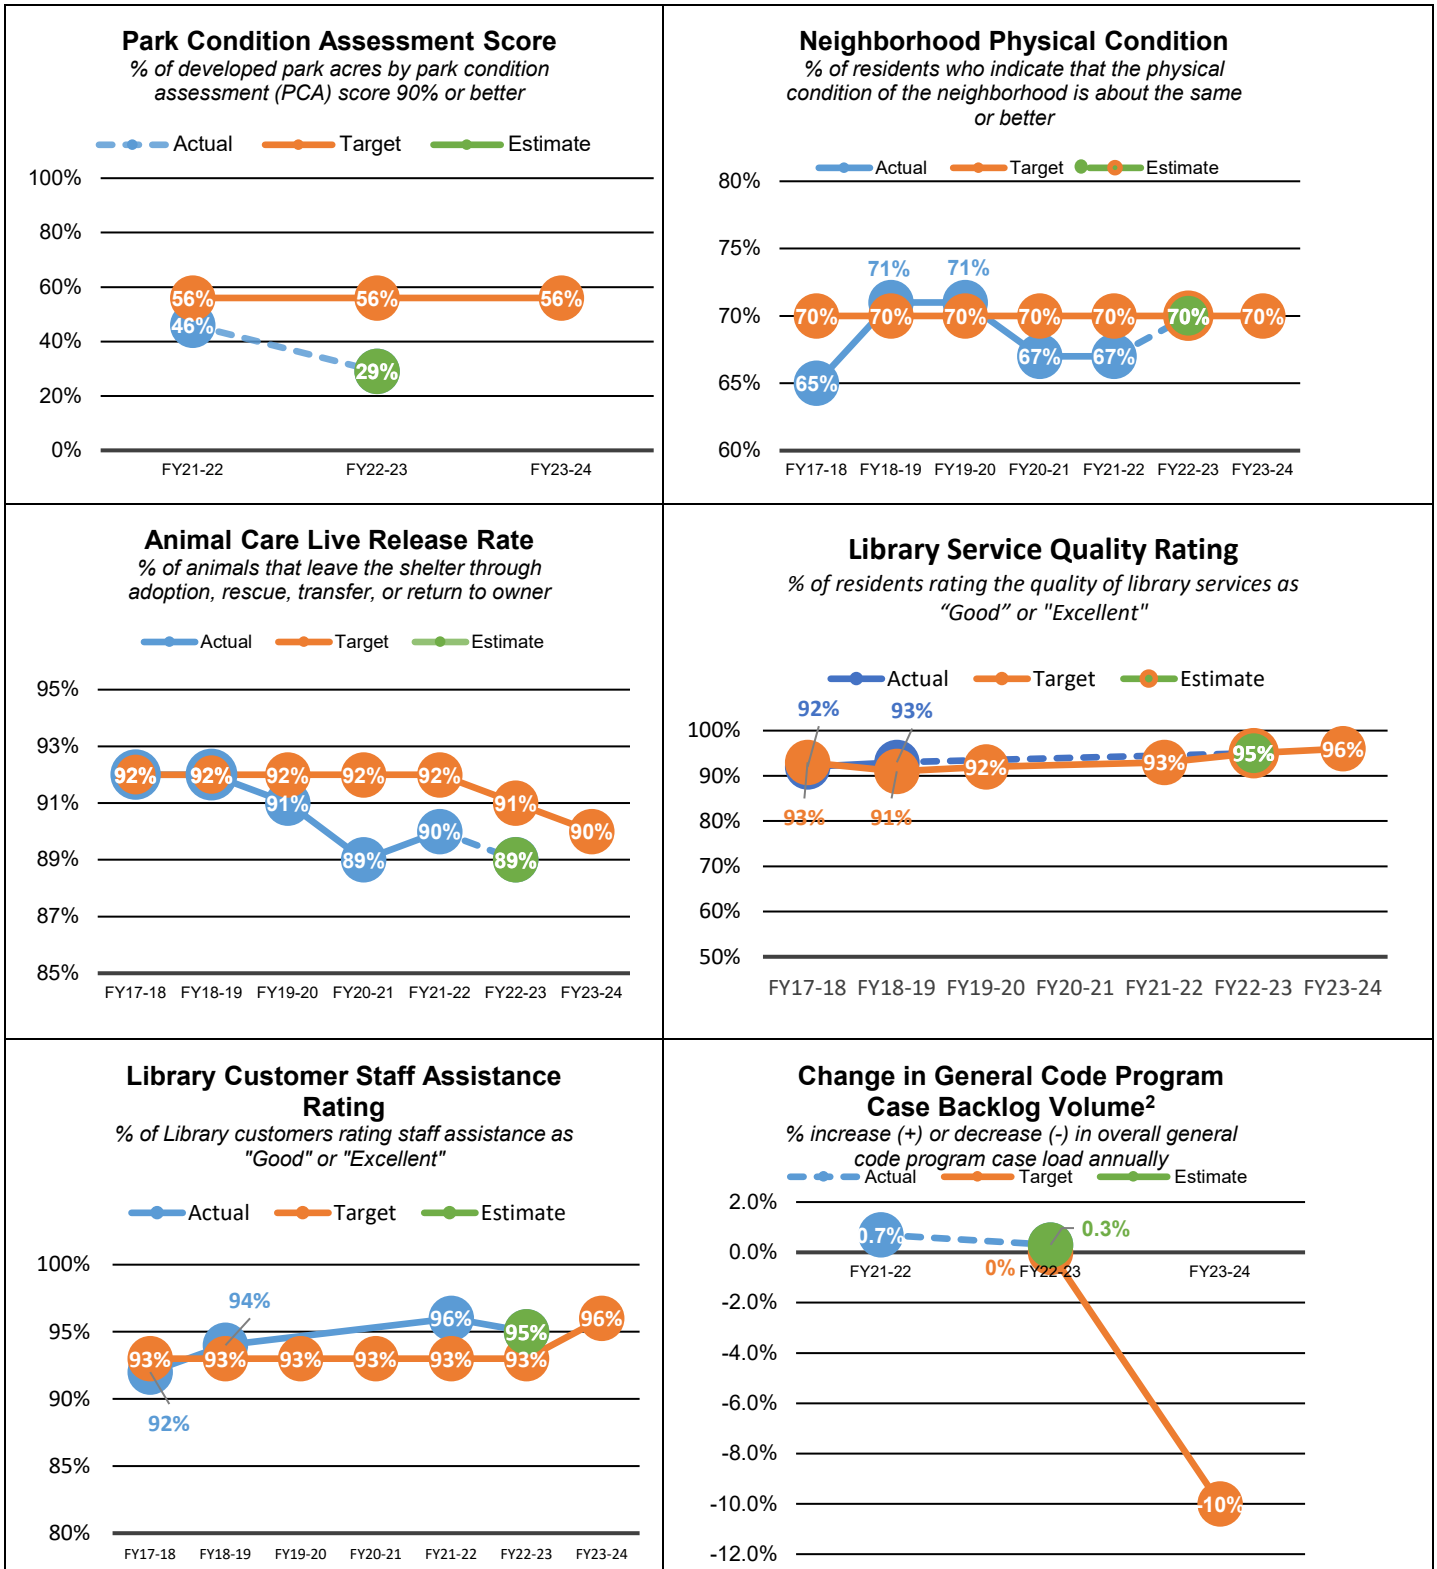 Park Condition Assessment Score
% of developed park acres by park condition
assessment (PCA) score 90% or better
Actual Target Estimate
100%
80%
60%
40%
20%
0%
56% 56% 56%
46%
29%
FY21-22 FY22-23 FY23-24
Neighborhood Physical Condition
% of residents who indicate that the physical
condition of the neighborhood is about the same
or better
Actual Target Estimate
80%
75%
70%
65%
60%
71% 71%
70% 70% 70% 70% 70% 70% 70%
67% 67%
65%
FY17-18 FY18-19 FY19-20 FY20-21 FY21-22 FY22-23 FY23-24
Animal Care Live Release Rate
% of animals that leave the shelter through
adoption, rescue, transfer, or return to owner
Actual Target Estimate
95%
93%
91%
89%
87%
85%
92% 92% 92% 92% 92%
91% 91%
90% 90%
89% 89%
FY17-18 FY18-19 FY19-20 FY20-21 FY21-22 FY22-23 FY23-24
Library Service Quality Rating
% of residents rating the quality of library services as
“Good” or "Excellent"
Actual Target Estimate
92% 93%
100%
90%
80%
70%
60%
50%
92% 93% 95% 96%
93% 91%
FY17-18 FY18-19 FY19-20 FY20-21 FY21-22 FY22-23 FY23-24
Library Customer Staff Assistance
Rating
% of Library customers rating staff assistance as
"Good" or "Excellent"
Actual Target Estimate
100%
95%
90%
85%
80%
94%
96% 95% 96%
93% 93% 93% 93% 93% 93%
92%
FY17-18 FY18-19 FY19-20 FY20-21 FY21-22 FY22-23 FY23-24
Change in General Code Program
Case Backlog Volume²
% increase (+) or decrease (-) in overall general
code program case load annually
Actual Target Estimate
2.0%
0.0%
-2.0%
-4.0%
-6.0%
-8.0%
-10.0%
-12.0%
0.7% 0.3%
0%
FY21-22 FY22-23 FY23-24
-10%